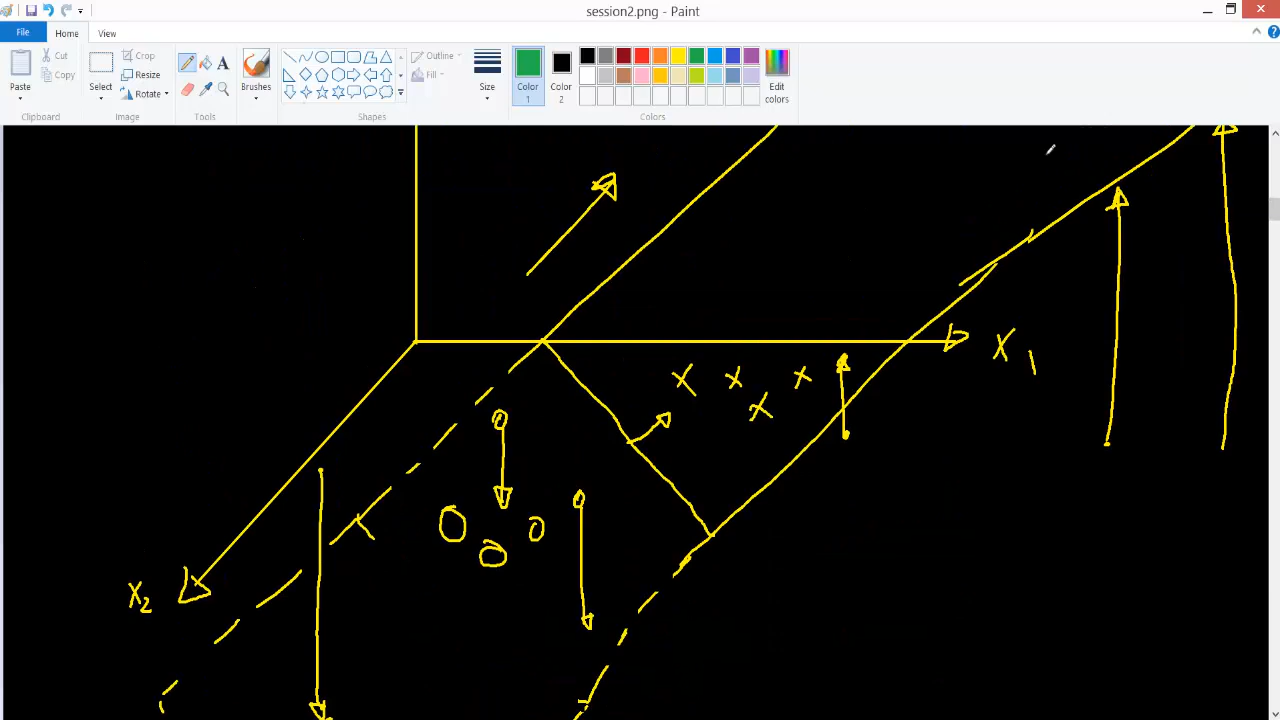 session2.png - Paint
File Home View
Paste
Cut
Copy
Clipboard
Select
Crop
Resize
Rotate
Image
A
Tools
Brushes
Outline
Fill
Shapes
Size
Color 1
Color 2
Edit colors
Colors
X1
X X X
X
O O O
X2